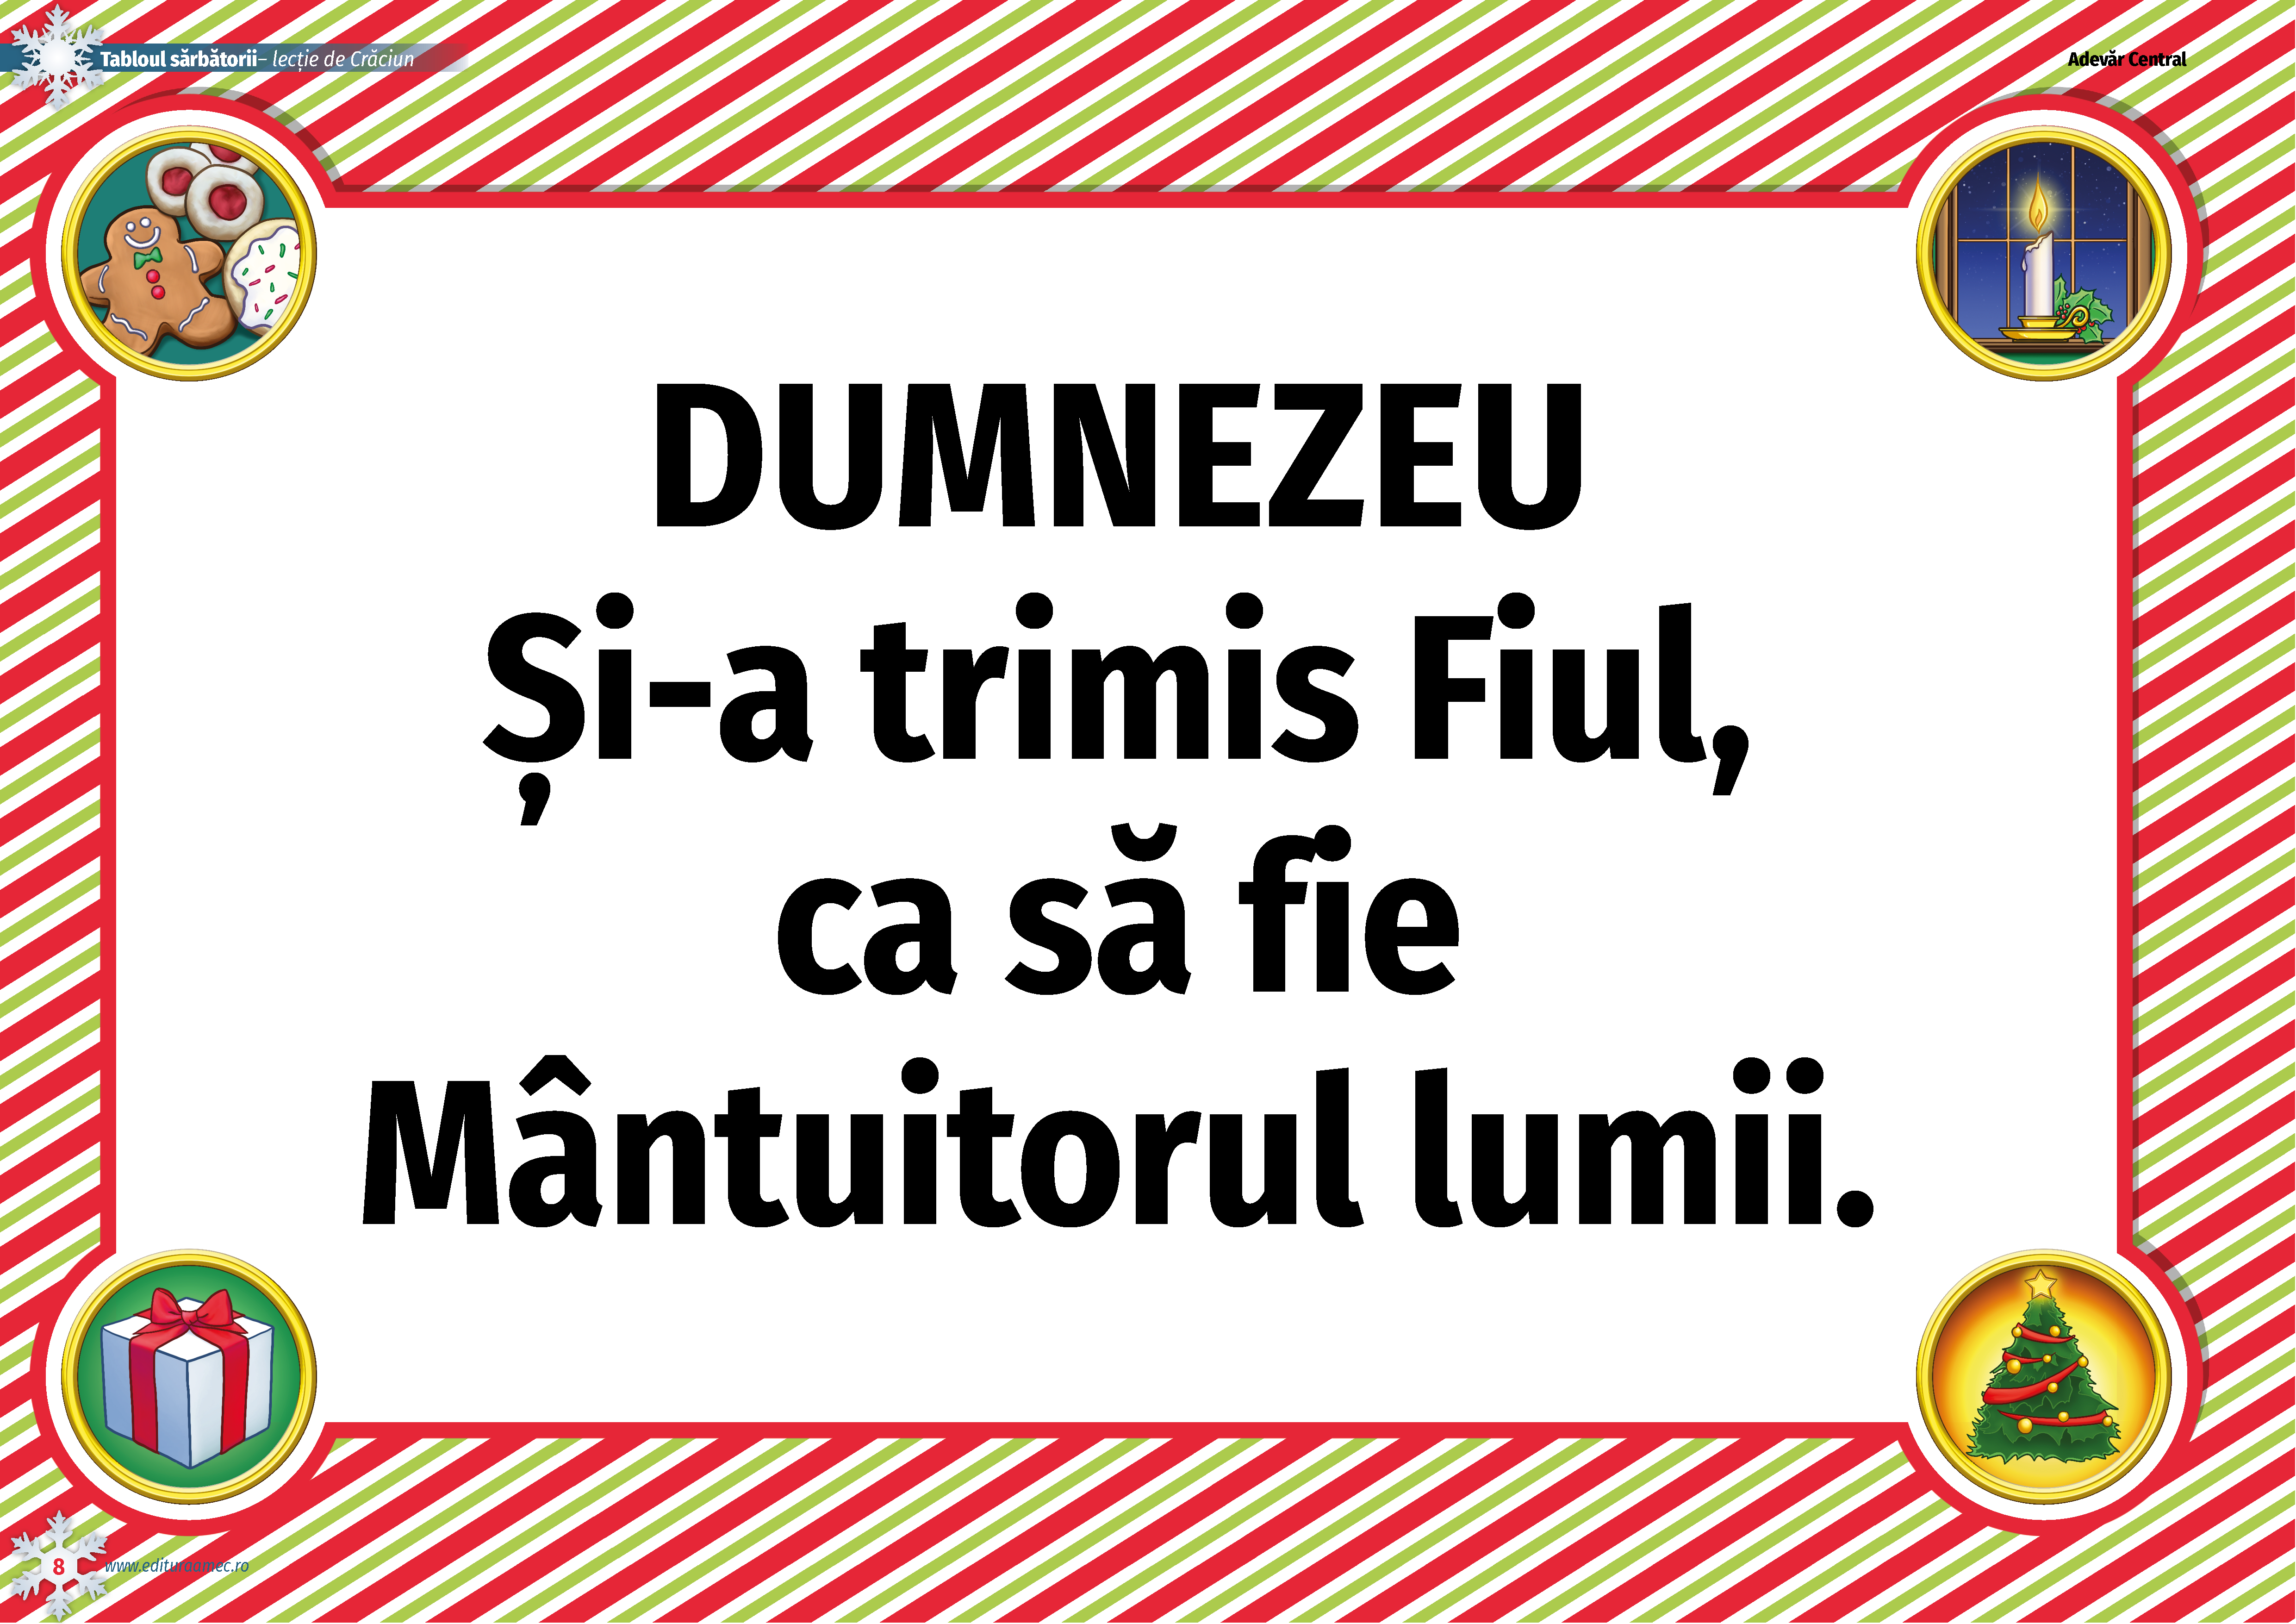 Tabloul sărbătorii– lecție de Crăciun
Adevăr Central
DUMNEZEU
Și-a trimis Fiul,
ca să fie
Mântuitorul lumii.
8
www.edituraamec.ro